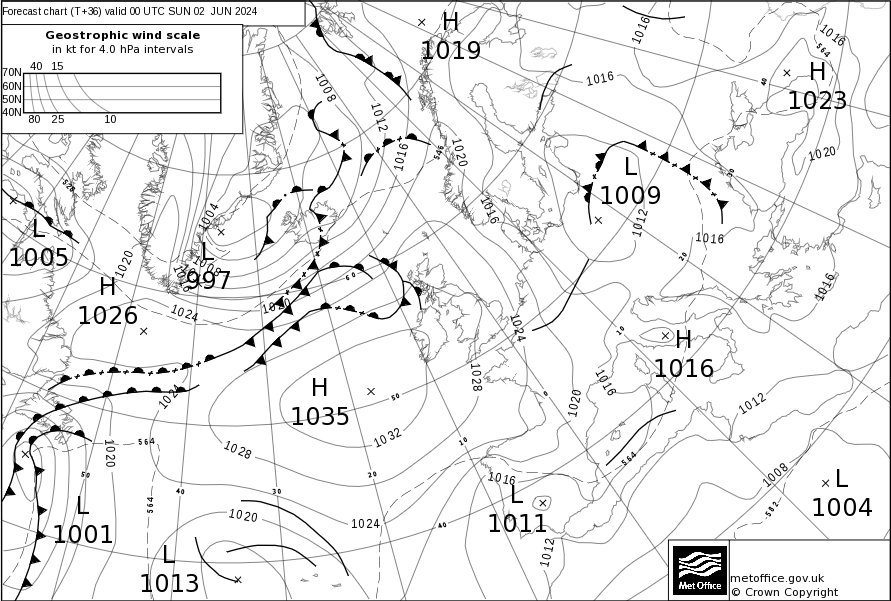 Forecast chart (T+36) valid 00 UTC SUN 02 JUN 2024
Geostrophic wind scale
in kt for 4.0 hPa intervals
40 15
70N
60N
50N
40N
80 25 10
H
1019
H
1023
L
1009
L
1005
L
997
H
1026
H
1016
H
1035
L
1001
L
1013
L
1011
L
1004
1016
1016
564
1016
1008
1012
1016
1020
546
1016
1020
1012
1016
1004
1008
1020
1024
1020
1016
1024
1028
1020
1016
1012
1024
1032
1028
1020
564
564
1016
564
1008
582
1020
1024
1012
60
50
50
40
30
20
10
0
10
20
30
40
40
Met Office
metoffice.gov.uk
© Crown Copyright